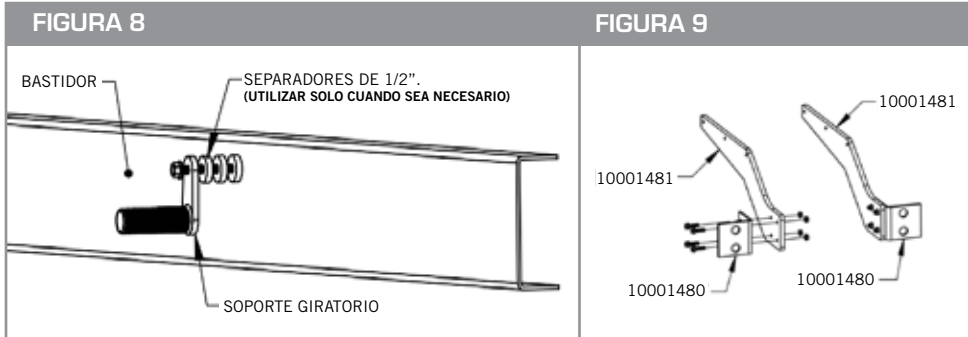 FIGURA 8
BASTIDOR
SEPARADORES DE 1/2”.
(UTILIZAR SOLO CUANDO SEA NECESARIO)
SOPORTE GIRATORIO
FIGURA 9
10001481
10001481
10001480
10001480